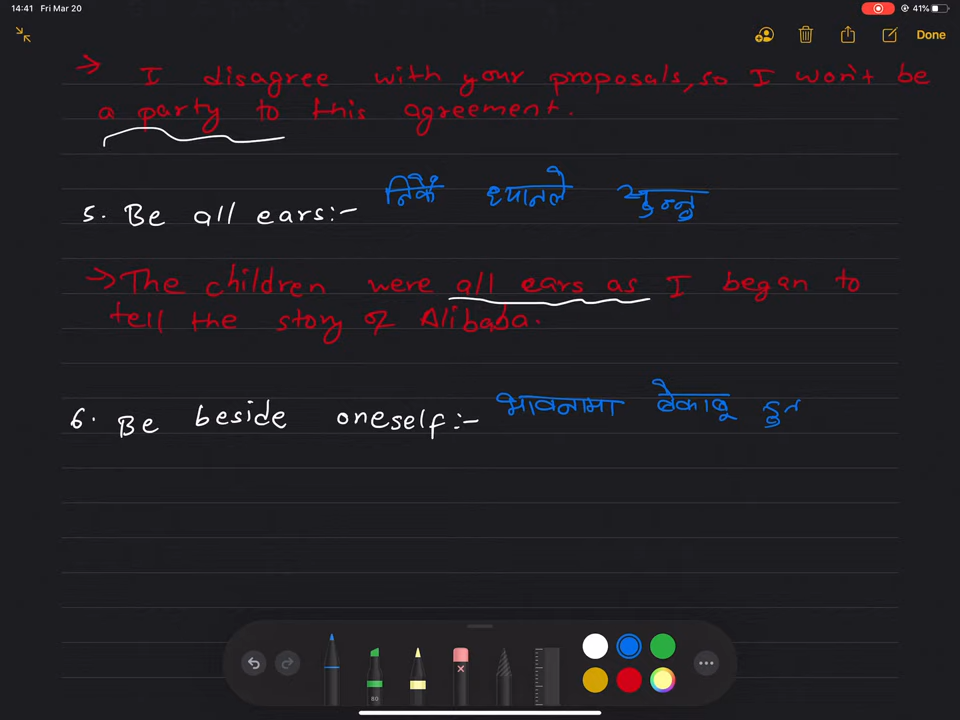 14:41 Fri Mar 20 41%
Done
→ I disagree with your proposals, so I won't be
a party to this agreement.
5. Be all ears:- निकै ध्यानले सुन्नु
→ The children were all ears as I began to
tell the story of Alibaba.
6. Be beside oneself:- भावनामा बेकाबू हुन
80